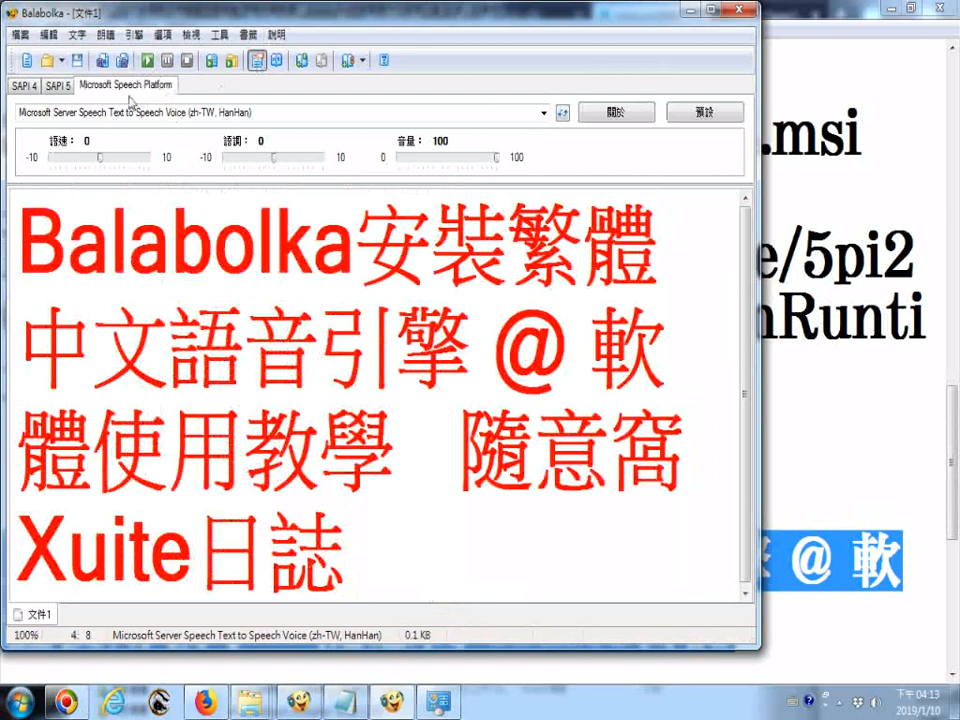 Balabolka - [文件1]
檔案 編輯 文字 朗讀 引擎 選項 檢視 工具 書籤 說明
SAPI 4 SAPI 5 Microsoft Speech Platform
Microsoft Server Speech Text to Speech Voice (zh-TW, HanHan) 關於 預設
語速： 0 語調： 0 音量： 100
-10 10 -10 10 0 100
.msi
Balabolka安裝繁體
e/5pi2
中文語音引擎 @ 軟
nRunti
體使用教學 隨意窩
Xuite日誌
@ 軟
文件1
100% 4: 8 Microsoft Server Speech Text to Speech Voice (zh-TW, HanHan) 0.1 KB
下午 04:13
2019/1/10